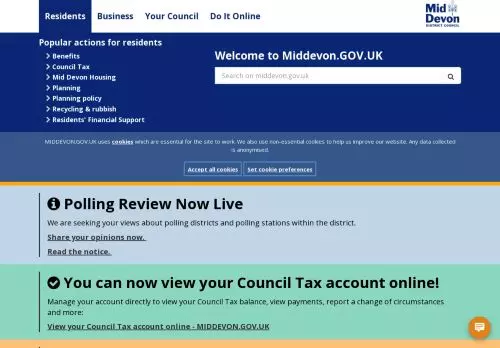 Residents
Business
Your Council
Do It Online
Mid
Devon
DISTRICT COUNCIL
Popular actions for residents
Benefits
Council Tax
Mid Devon Housing
Planning
Planning policy
Recycling & rubbish
Residents' Financial Support
Welcome to Middevon.GOV.UK
Search on middevon.gov.uk
MIDDEVON.GOV.UK uses cookies which are essential for the site to work. We also use non-essential cookies to help us improve our website. Any data collected
is anonymised.
Accept all cookies
Set cookie preferences
Polling Review Now Live
We are seeking your views about polling districts and polling stations within the district.
Share your opinions now.
Read the notice.
You can now view your Council Tax account online!
Manage your account directly to view your Council Tax balance, view payments, report a change of circumstances
and more:
View your Council Tax account online - MIDDEVON.GOV.UK